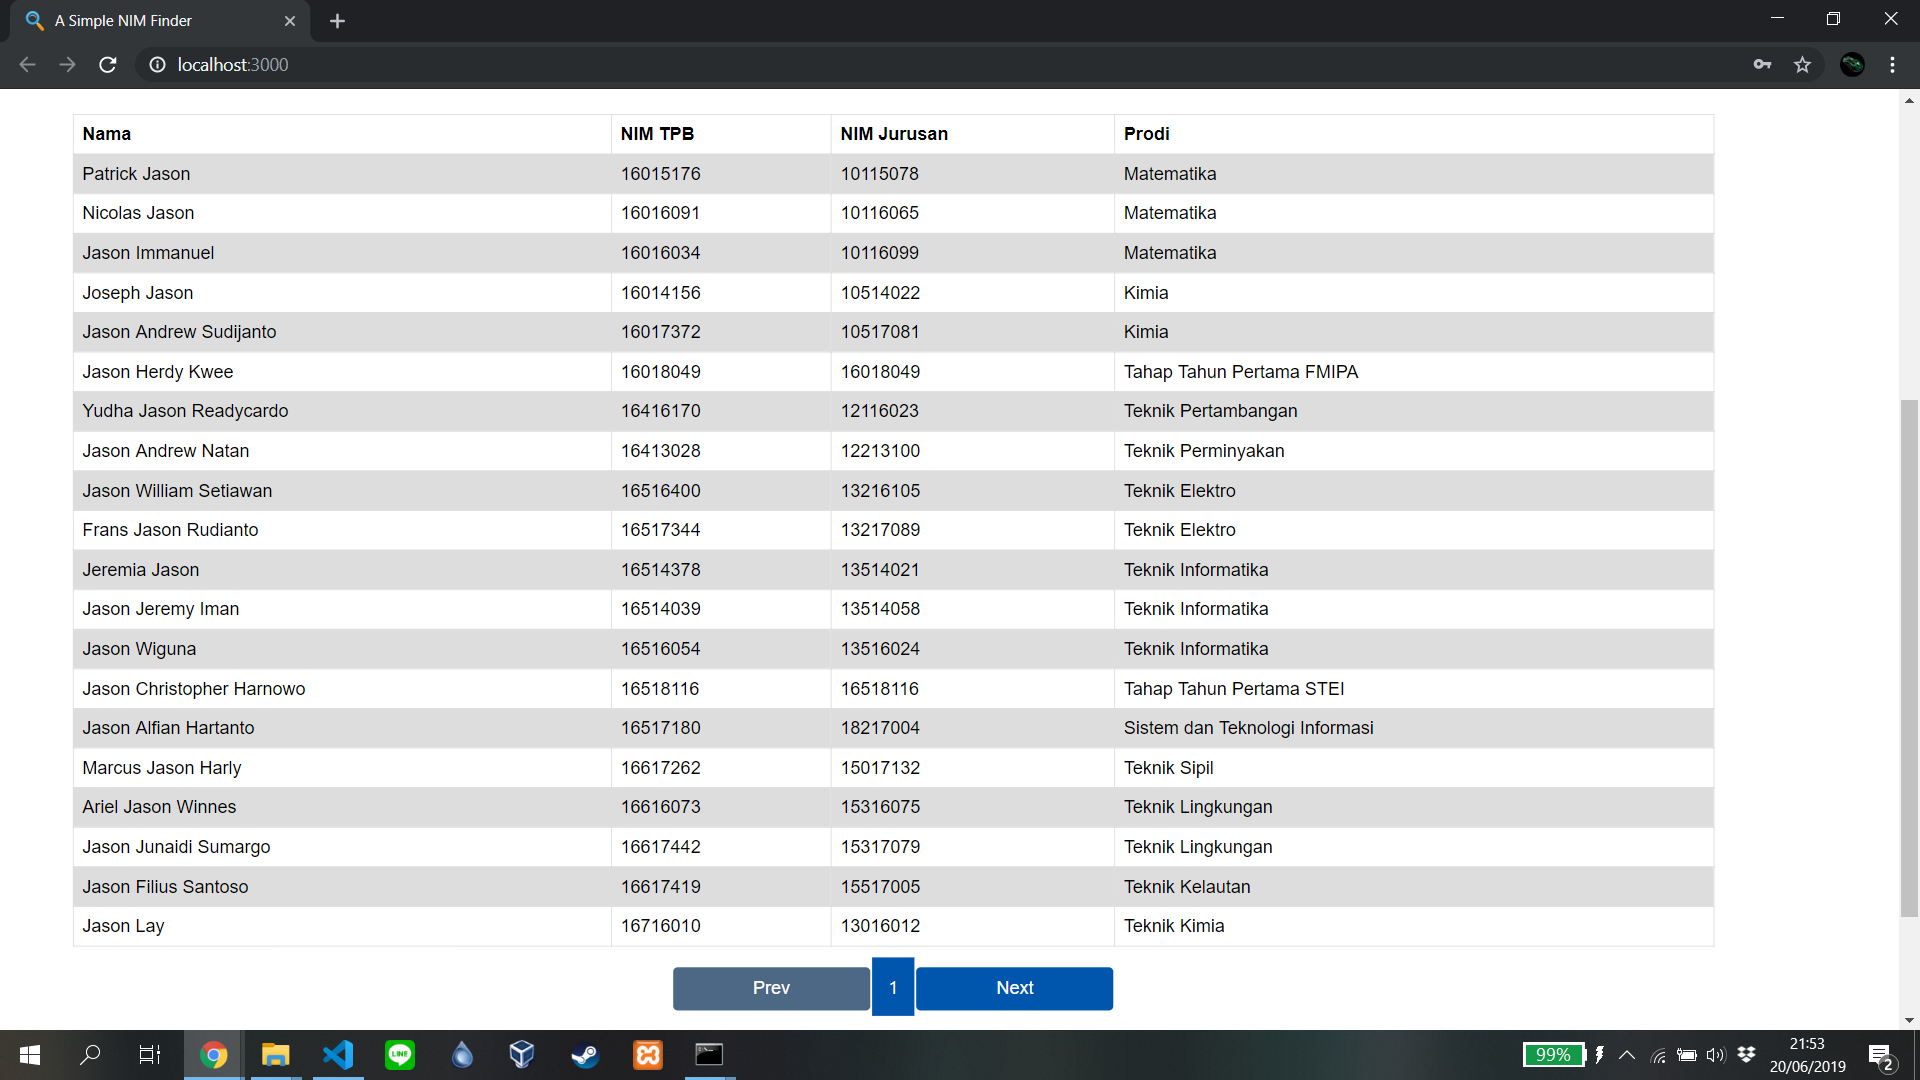 A Simple NIM Finder
localhost:3000
Nama NIM TPB NIM Jurusan Prodi
Patrick Jason 16015176 10115078 Matematika
Nicolas Jason 16016091 10116065 Matematika
Jason Immanuel 16016034 10116099 Matematika
Joseph Jason 16014156 10514022 Kimia
Jason Andrew Sudijanto 16017372 10517081 Kimia
Jason Herdy Kwee 16018049 16018049 Tahap Tahun Pertama FMIPA
Yudha Jason Readycardo 16416170 12116023 Teknik Pertambangan
Jason Andrew Natan 16413028 12213100 Teknik Perminyakan
Jason William Setiawan 16516400 13216105 Teknik Elektro
Frans Jason Rudianto 16517344 13217089 Teknik Elektro
Jeremia Jason 16514378 13514021 Teknik Informatika
Jason Jeremy Iman 16514039 13514058 Teknik Informatika
Jason Wiguna 16516054 13516024 Teknik Informatika
Jason Christopher Harnowo 16518116 16518116 Tahap Tahun Pertama STEI
Jason Alfian Hartanto 16517180 18217004 Sistem dan Teknologi Informasi
Marcus Jason Harly 16617262 15017132 Teknik Sipil
Ariel Jason Winnes 16616073 15316075 Teknik Lingkungan
Jason Junaidi Sumargo 16617442 15317079 Teknik Lingkungan
Jason Filius Santoso 16617419 15517005 Teknik Kelautan
Jason Lay 16716010 13016012 Teknik Kimia
Prev 1 Next
LINE
99%
21:53
20/06/2019
2